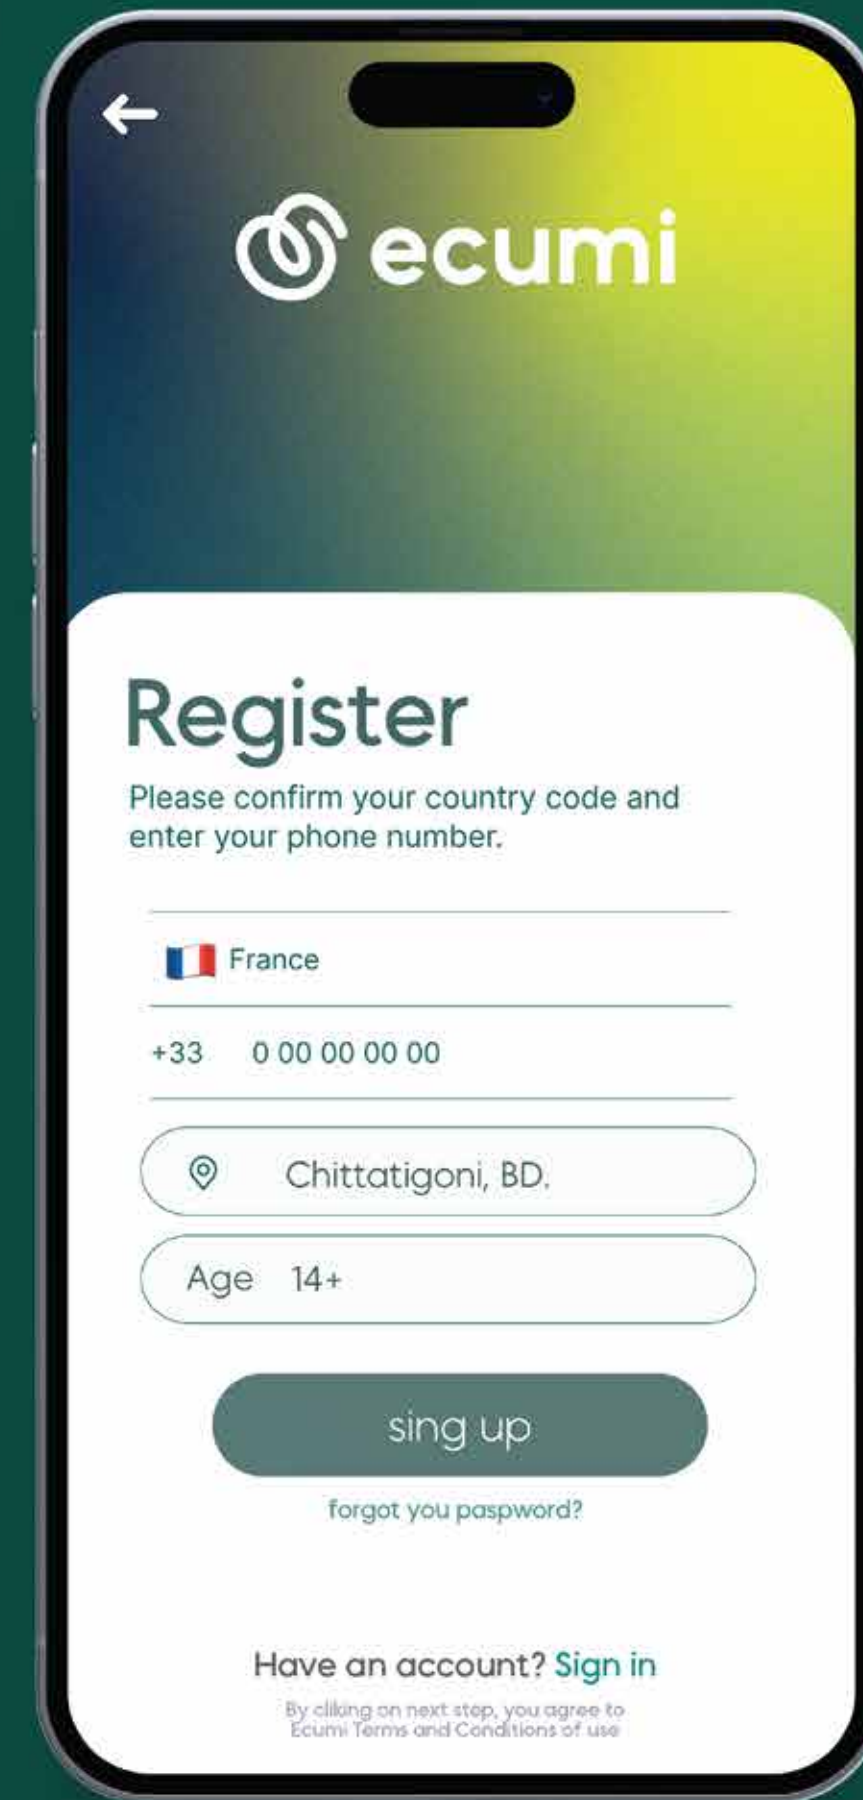 ecumi
Register
Please confirm your country code and
enter your phone number.
France
+33 0 00 00 00 00
Chittatigoni, BD.
Age 14+
sing up
forgot you paspword?
Have an account? Sign in
By cliking on next step, you agree to
Ecumi Terms and Conditions of use